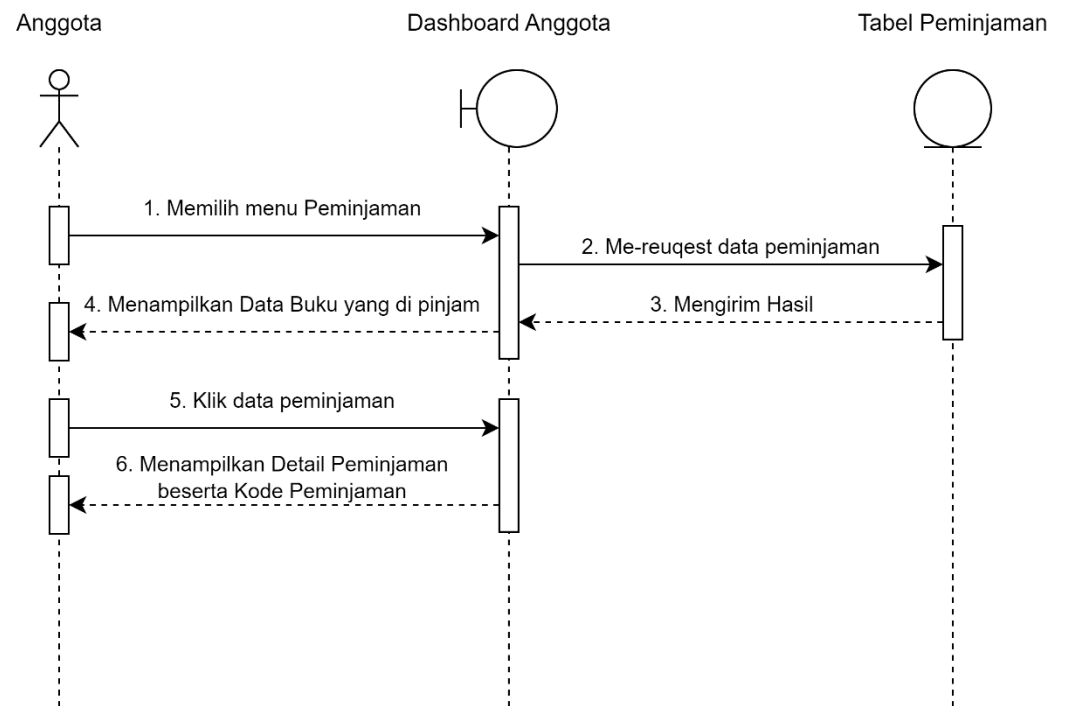 Anggota
Dashboard Anggota
Tabel Peminjaman
1. Memilih menu Peminjaman
2. Me-reuqest data peminjaman
4. Menampilkan Data Buku yang di pinjam
3. Mengirim Hasil
5. Klik data peminjaman
6. Menampilkan Detail Peminjaman
beserta Kode Peminjaman